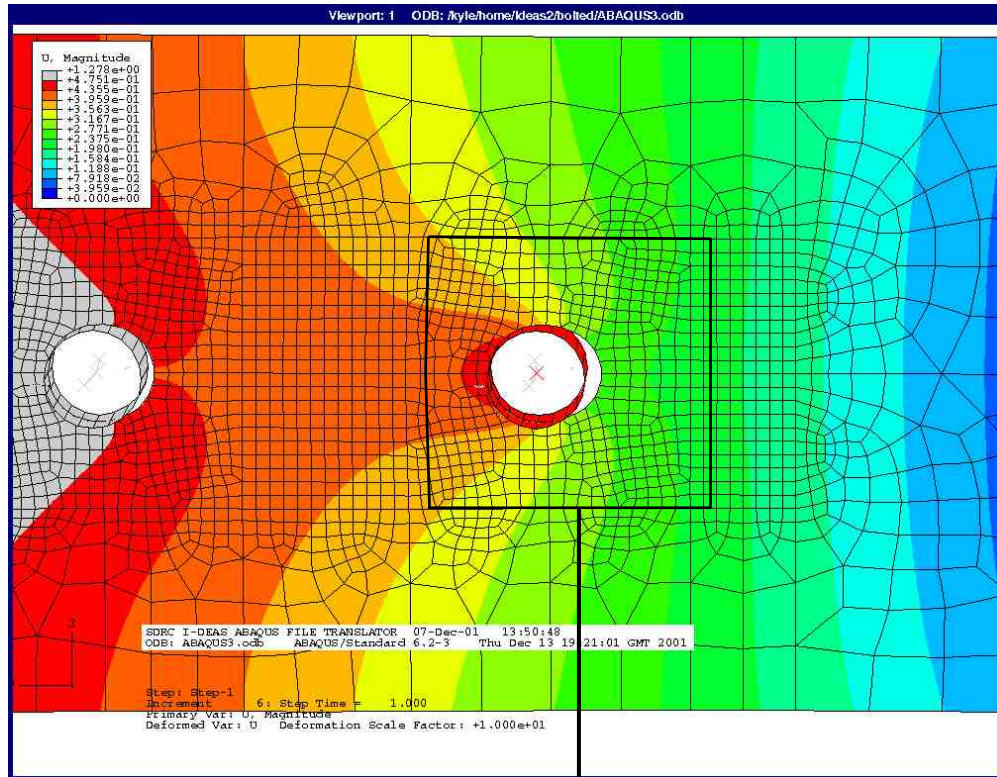 Viewport: 1 ODB: /kyle/home/ideas2/bolted/ABAQUS3.odb
U, Magnitude
+1.278e+00
+4.751e-01
+4.355e-01
+3.959e-01
+3.563e-01
+3.167e-01
+2.771e-01
+2.375e-01
+1.980e-01
+1.584e-01
+1.188e-01
+7.918e-02
+3.959e-02
+0.000e+00
3
SDRC I-DEAS ABAQUS FILE TRANSLATOR 07-Dec-01 13:50:48
ODB: ABAQUS3.odb ABAQUS/Standard 6.2-3 Thu Dec 13 19:21:01 GMT 2001
Step: Step-1
Increment 6: Step Time = 1.000
Primary Var: U, Magnitude
Deformed Var: U Deformation Scale Factor: +1.000e+01